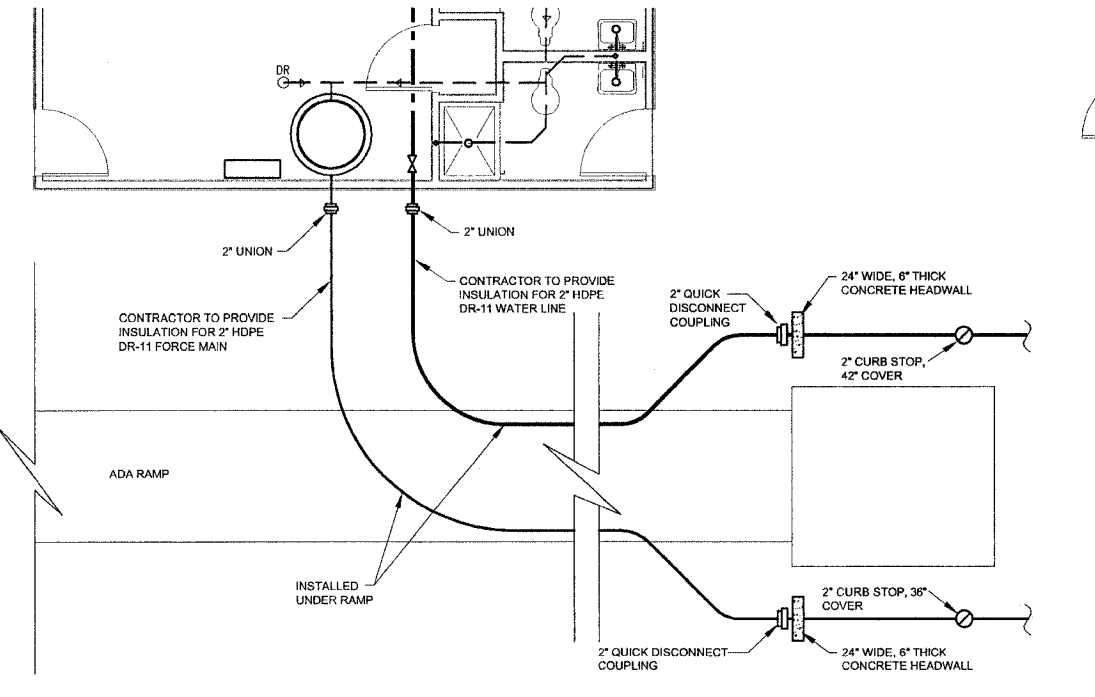 DR
2" UNION
2" UNION
CONTRACTOR TO PROVIDE
INSULATION FOR 2" HDPE
DR-11 WATER LINE
CONTRACTOR TO PROVIDE
INSULATION FOR 2" HDPE
DR-11 FORCE MAIN
24" WIDE, 6" THICK
CONCRETE HEADWALL
2" QUICK
DISCONNECT
COUPLING
2" CURB STOP,
42" COVER
ADA RAMP
INSTALLED
UNDER RAMP
2" CURB STOP, 36"
COVER
2" QUICK DISCONNECT
COUPLING
24" WIDE, 6" THICK
CONCRETE HEADWALL